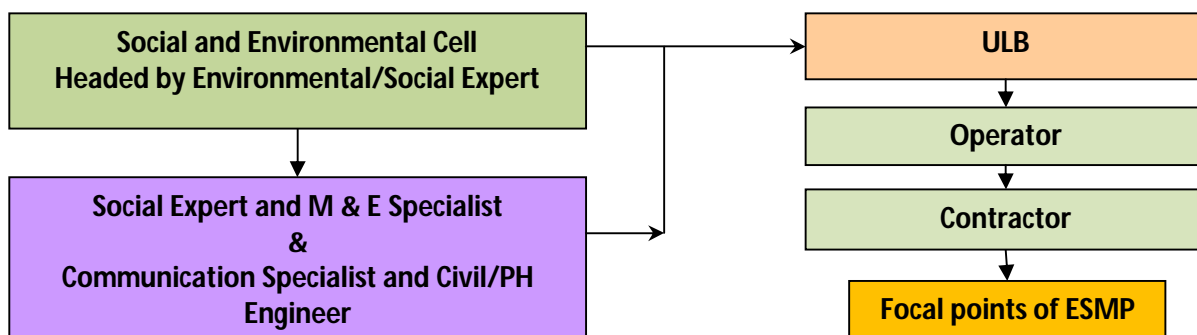 Social and Environmental Cell
Headed by Environmental/Social Expert
Social Expert and M & E Specialist
&
Communication Specialist and Civil/PH
Engineer
ULB
Operator
Contractor
Focal points of ESMP